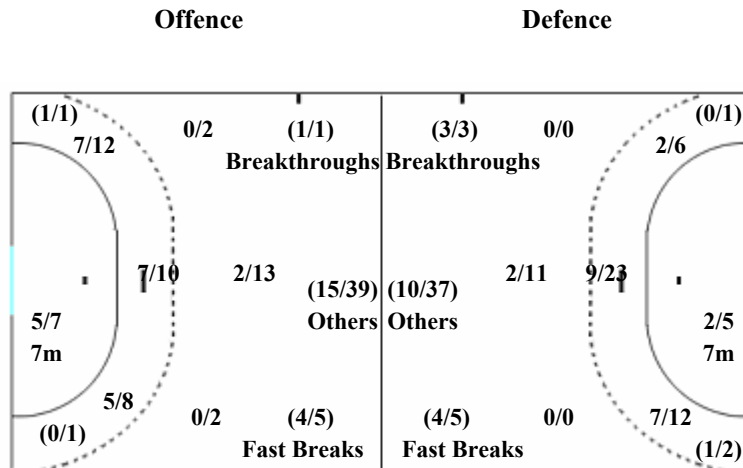 Offence Defence
(1/1) 0/2 (1/1) (3/3) 0/0 (0/1)
7/12 2/6
Breakthroughs Breakthroughs
7/10 2/13 2/11 9/23
(15/39) (10/37)
5/7 Others Others 2/5
7m 7m
5/8
(0/1) 0/2 (4/5) (4/5) 0/0 7/12
Fast Breaks Fast Breaks (1/2)